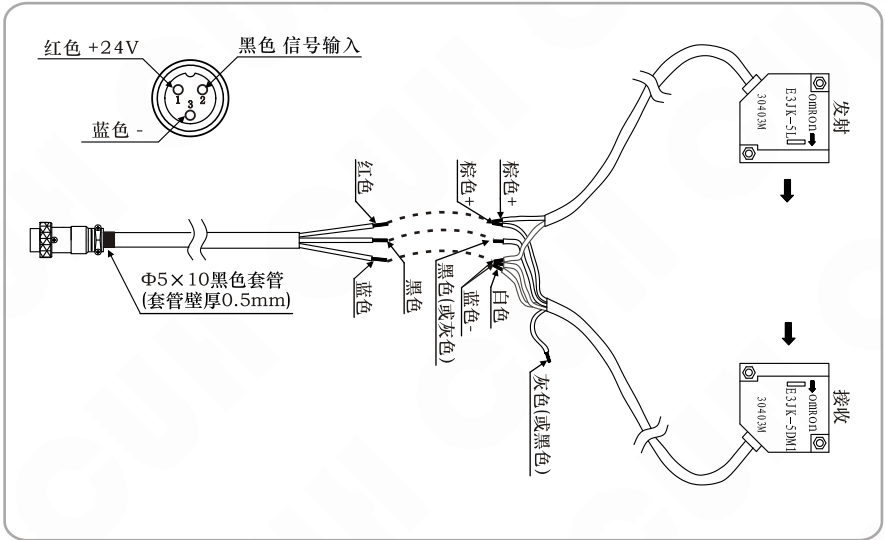 红色 +24V
黑色 信号输入
1
2
3
蓝色 -
Φ5×10黑色套管
(套管壁厚0.5mm)
红色
黑色
蓝色
棕色+
棕色+
黑色(或灰色)
蓝色-
白色
灰色(或黑色)
发射
omRon
E3JK-5L
30403M
接收
omRon
E3JK-5DM1
30403M